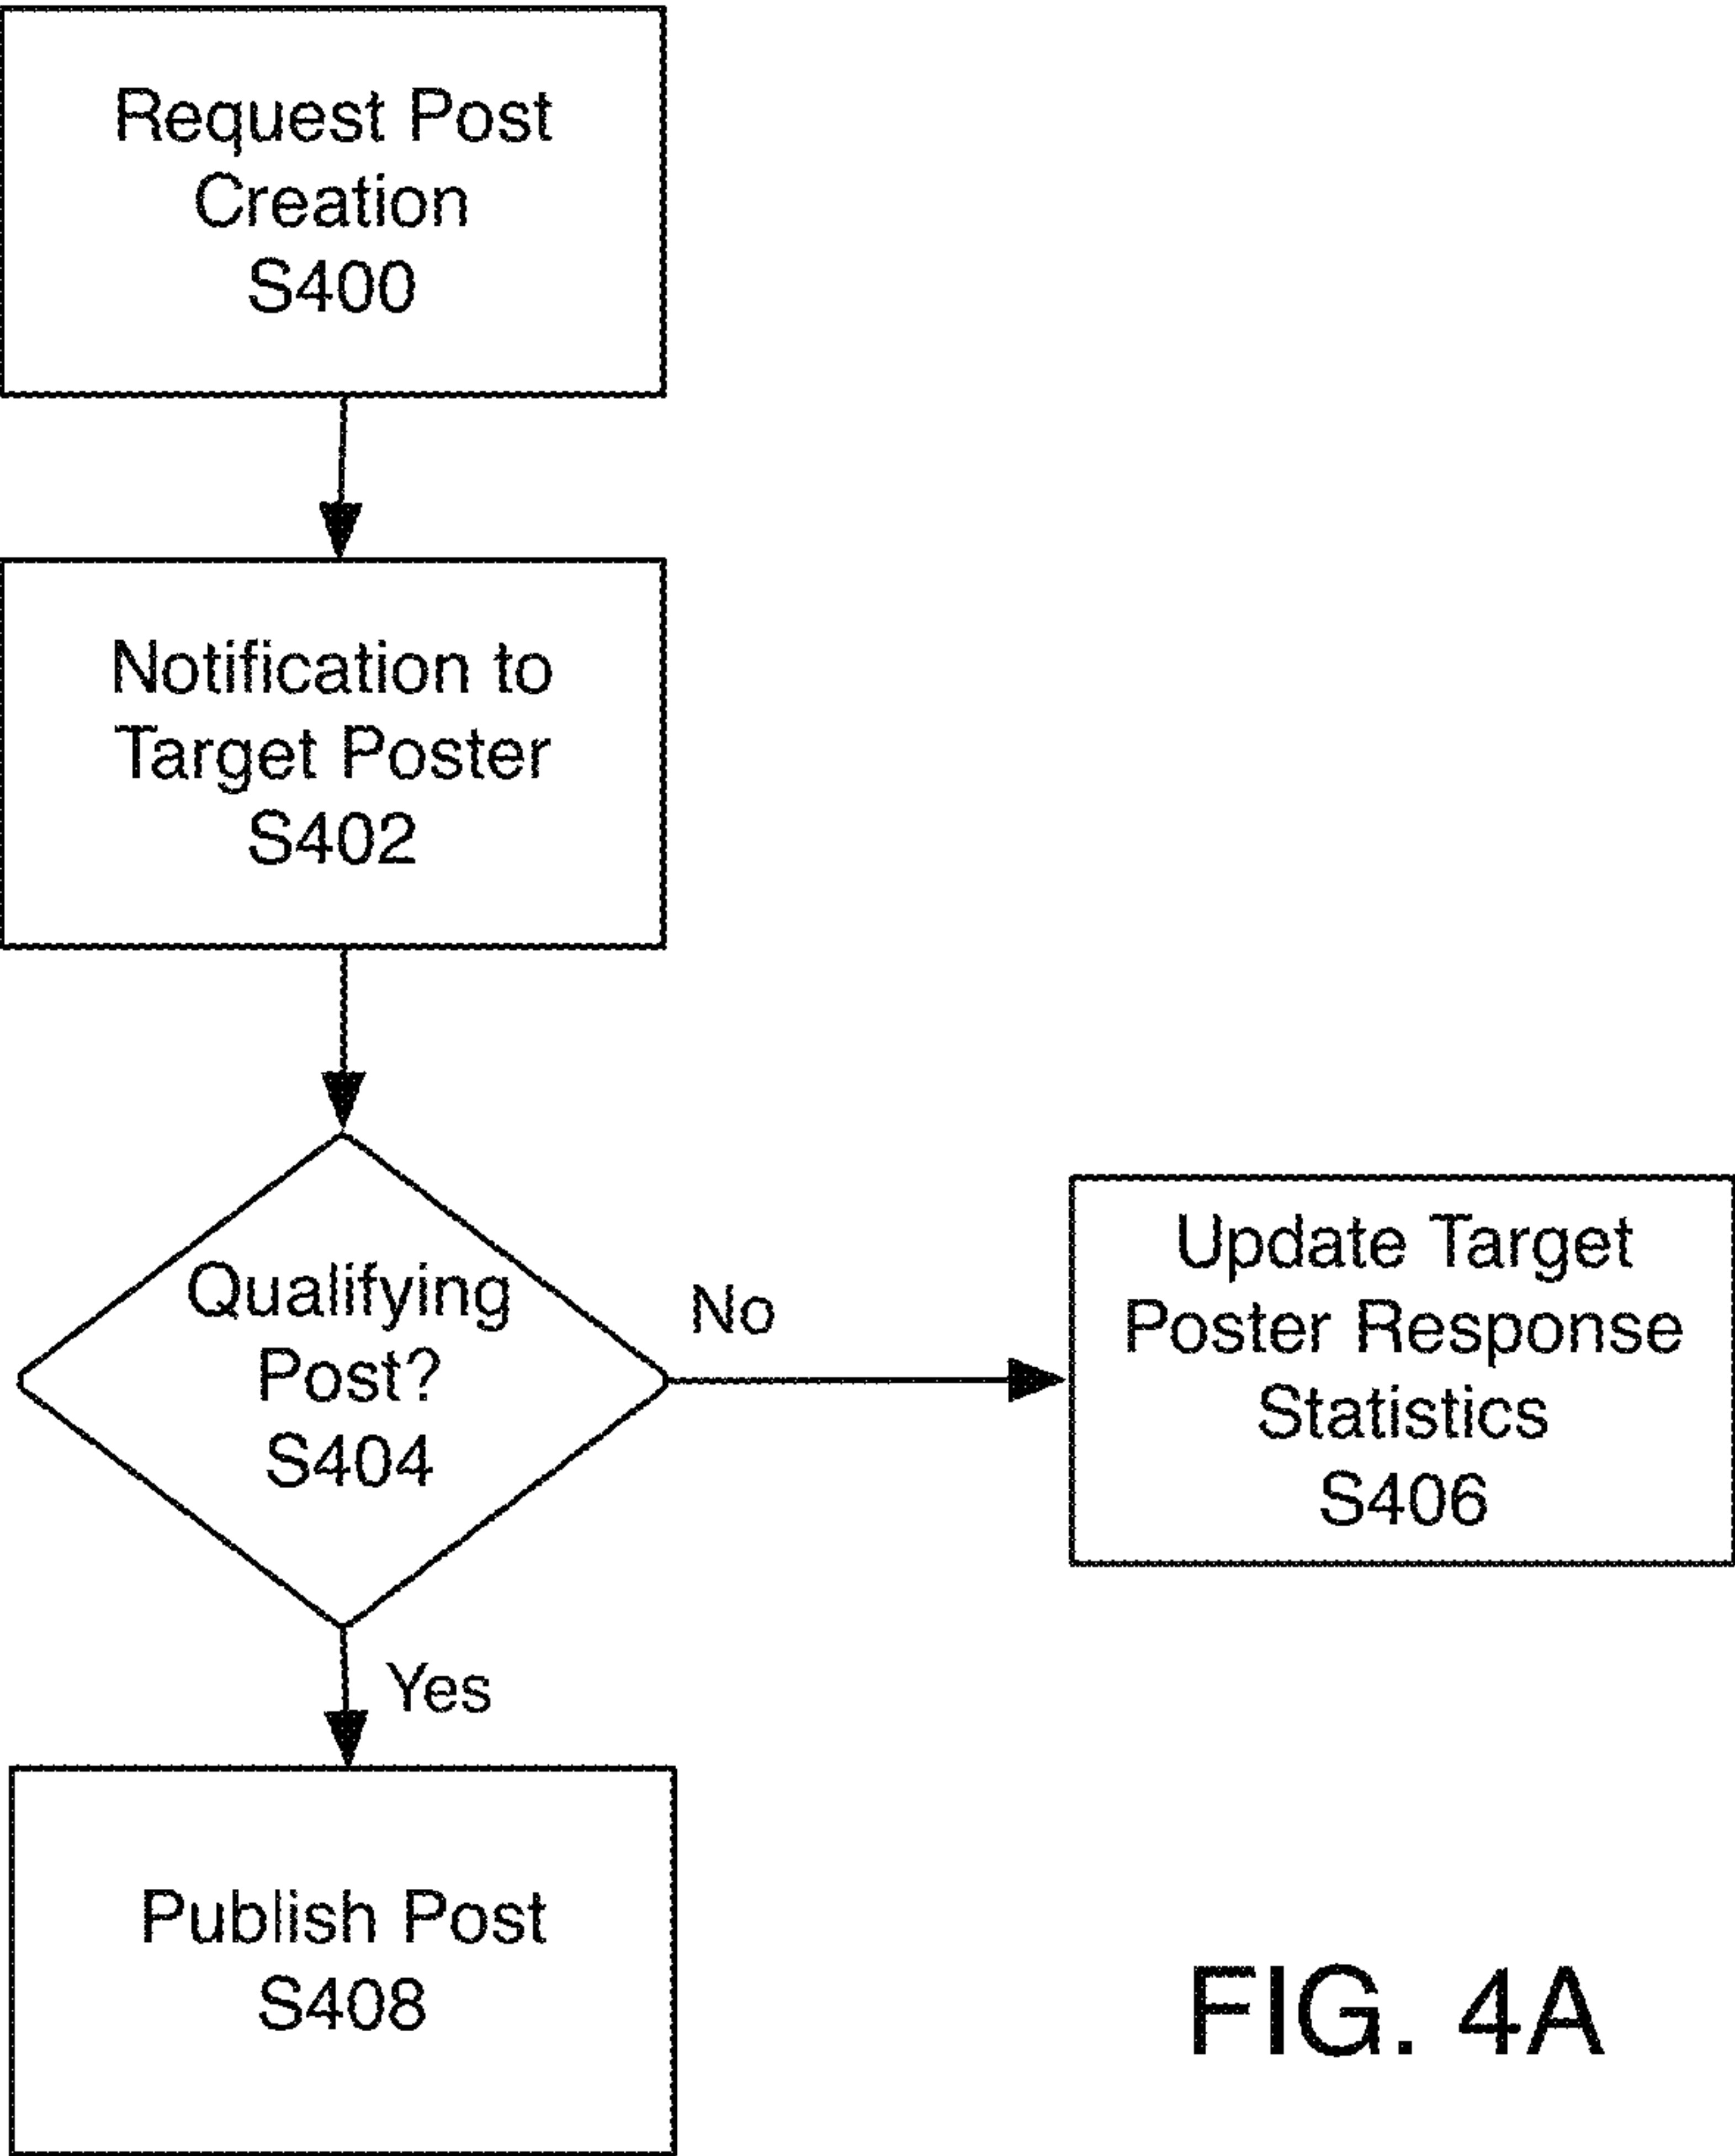 Request Post
Creation
S400
Notification to
Target Poster
S402
Qualifying
Post?
S404
No
Update Target
Poster Response
Statistics
S406
Yes
Publish Post
S408
FIG. 4A